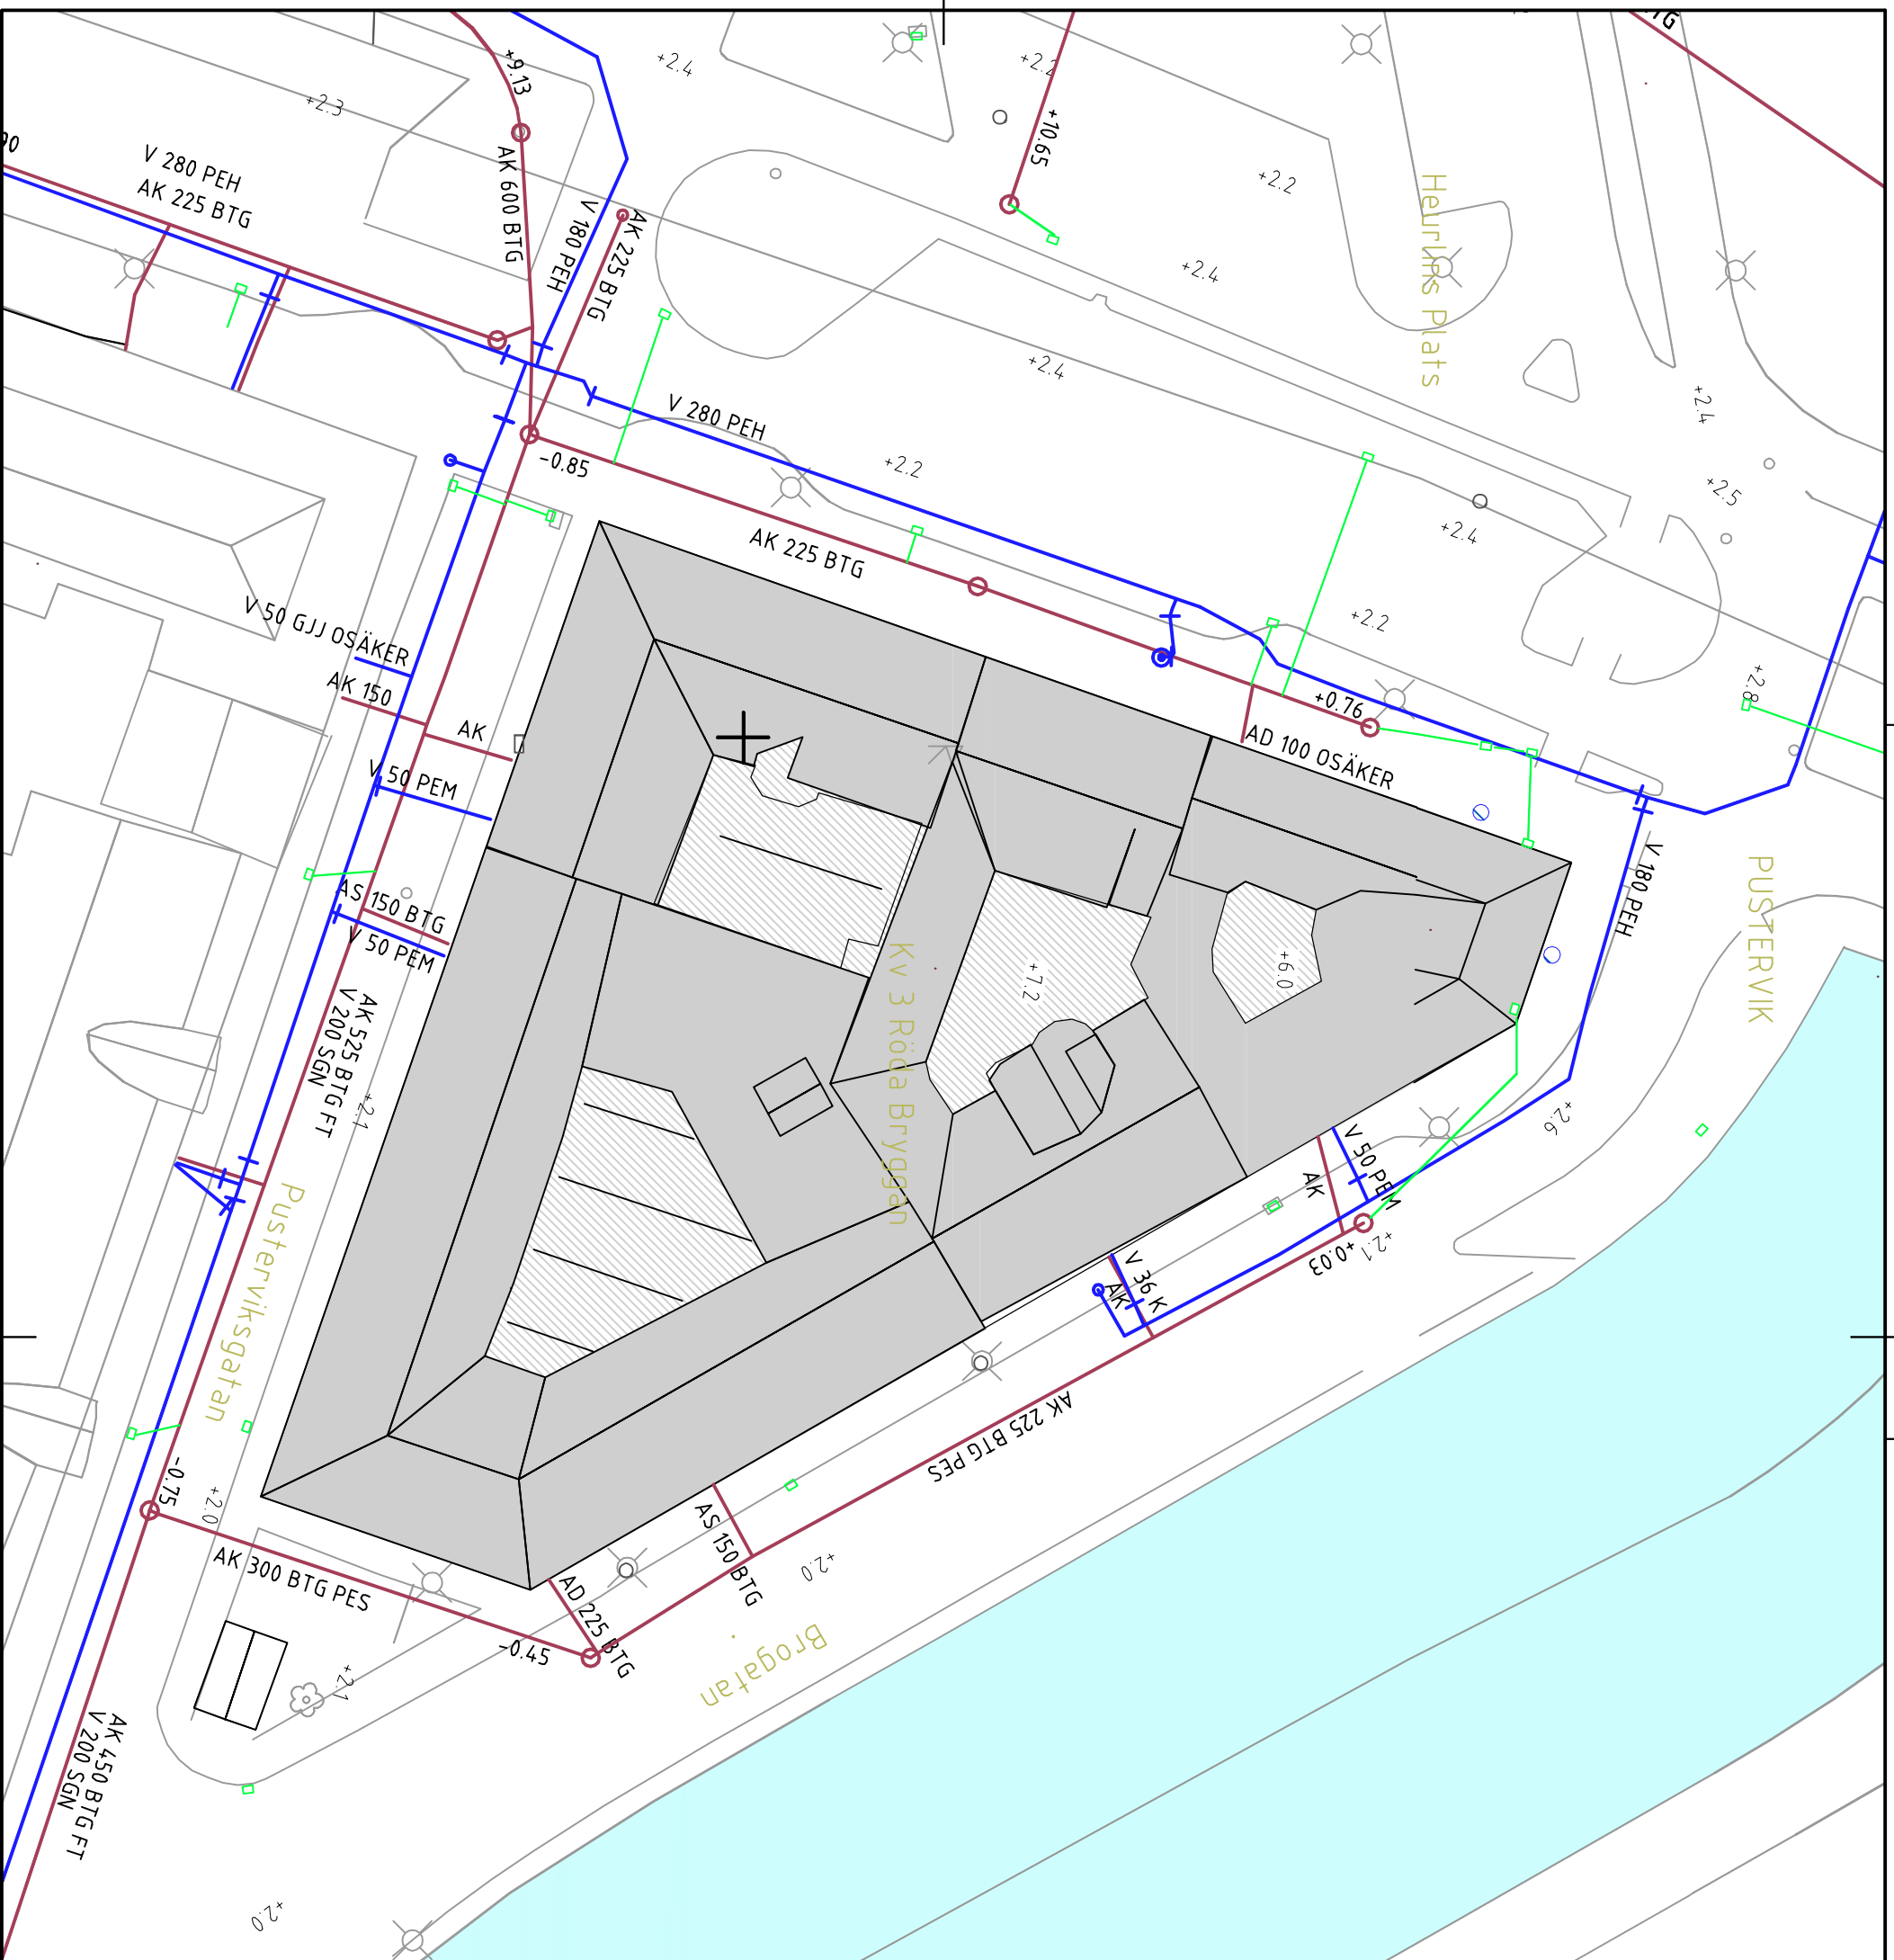 +9.13
+2.4
+2.2
TG
+2.3
90
V 280 PEH
AK 225 BTG
AK 600 BTG
V 180 PEH
AK 225 BTG
+10.65
+2.2
Heurlins Plats
+2.4
+2.4
V 280 PEH
-0.85
+2.2
+2.4
+2.5
+2.4
AK 225 BTG
V 50 GJJ OSÄKER
+2.2
AK 150
+2.8
+0.76
AK
AD 100 OSÄKER
V 50 PEM
V 180 PEH
PUSTERVIK
AS 150 BTG
V 50 PEM
Kv 3 Röda Bryggan
+7.2
+6.0
AK 525 BTG FT
V 200 SGN
+2.1
+2.6
V 50 PEM
AK
Pusterviksgatan
+2.1
+0.03
V 36 K
AK
AK 225 BTG PES
-0.75
+2.0
AS 150 BTG
AK 300 BTG PES
+2.0
AD 225 BTG
-0.45
Brogatan
+2.1
AK 450 BTG FT
V 200 SGN
+2.0